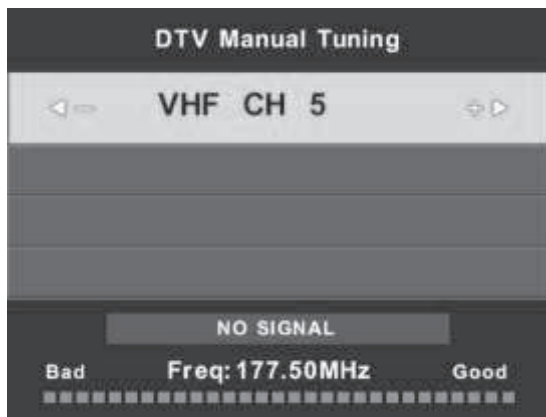 DTV Manual Tuning
VHF CH 5
NO SIGNAL
Bad Freq: 177.50MHz Good